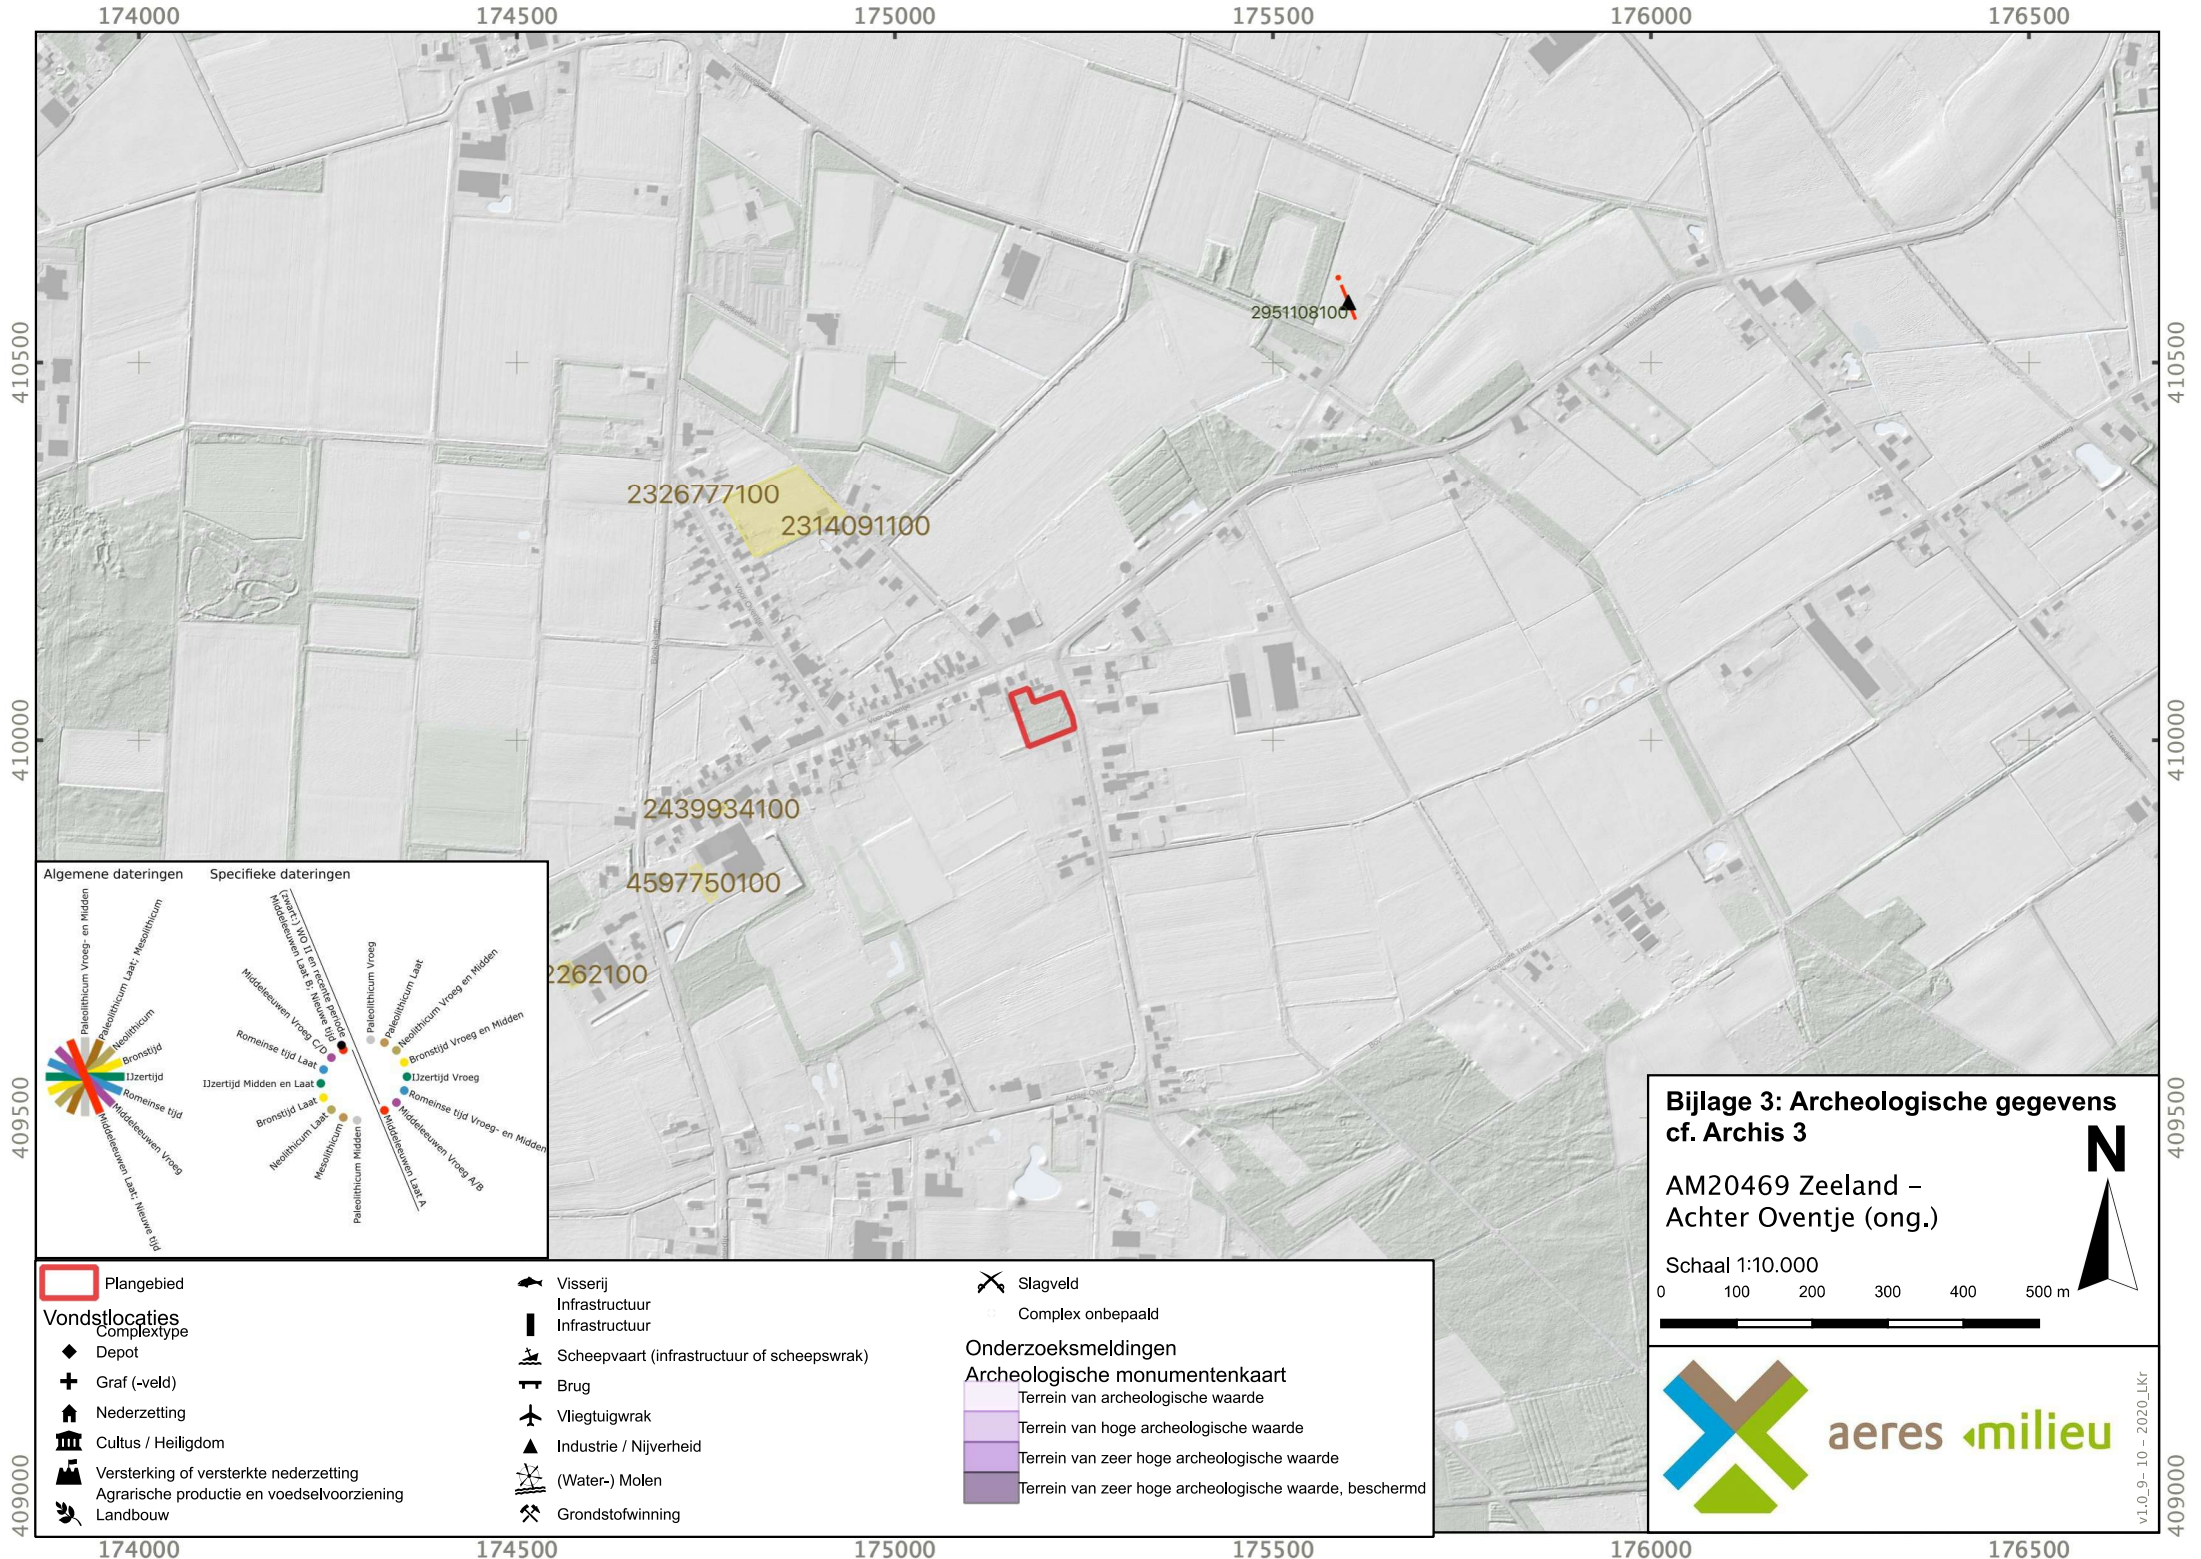 174000 174500 175000 175500 176000 176500
410500
410000
409500
409000
410500
410000
409500
409000
2951108100
2326777100
2314091100
2439934100
4597750100
2262100
Voor Oventje
Algemene dateringen
Paleolithicum Vroeg- en Midden
Paleolithicum Laat; Mesolithicum
Neolithicum
Bronstijd
IJzertijd
Romeinse tijd
Middeleeuwen Vroeg
Middeleeuwen Laat; Nieuwe tijd
Specifieke dateringen
(zwart:) WO II en recente periode
Middeleeuwen Laat B; Nieuwe tijd
Middeleeuwen Vroeg C/D
Romeinse tijd Laat
IJzertijd Midden en Laat
Bronstijd Laat
Neolithicum Laat
Mesolithicum
Paleolithicum Midden
Paleolithicum Vroeg
Paleolithicum Laat
Neolithicum Vroeg en Midden
Bronstijd Vroeg en Midden
IJzertijd Vroeg
Romeinse tijd Vroeg- en Midden
Middeleeuwen Vroeg A/B
Middeleeuwen Laat A
Plangebied
Vondstlocaties
Complextype
Depot
Graf (-veld)
Nederzetting
Cultus / Heiligdom
Versterking of versterkte nederzetting
Agrarische productie en voedselvoorziening
Landbouw
Visserij
Infrastructuur
Infrastructuur
Scheepvaart (infrastructuur of scheepswrak)
Brug
Vliegtuigwrak
Industrie / Nijverheid
(Water-) Molen
Grondstofwinning
Slagveld
Complex onbepaald
Onderzoeksmeldingen
Archeologische monumentenkaart
Terrein van archeologische waarde
Terrein van hoge archeologische waarde
Terrein van zeer hoge archeologische waarde
Terrein van zeer hoge archeologische waarde, beschermd
Bijlage 3: Archeologische gegevens
cf. Archis 3
N
AM20469 Zeeland –
Achter Oventje (ong.)
Schaal 1:10.000
0 100 200 300 400 500 m
aeres milieu
v1.0_9 – 10 – 2020_LKr
174000 174500 175000 175500 176000 176500